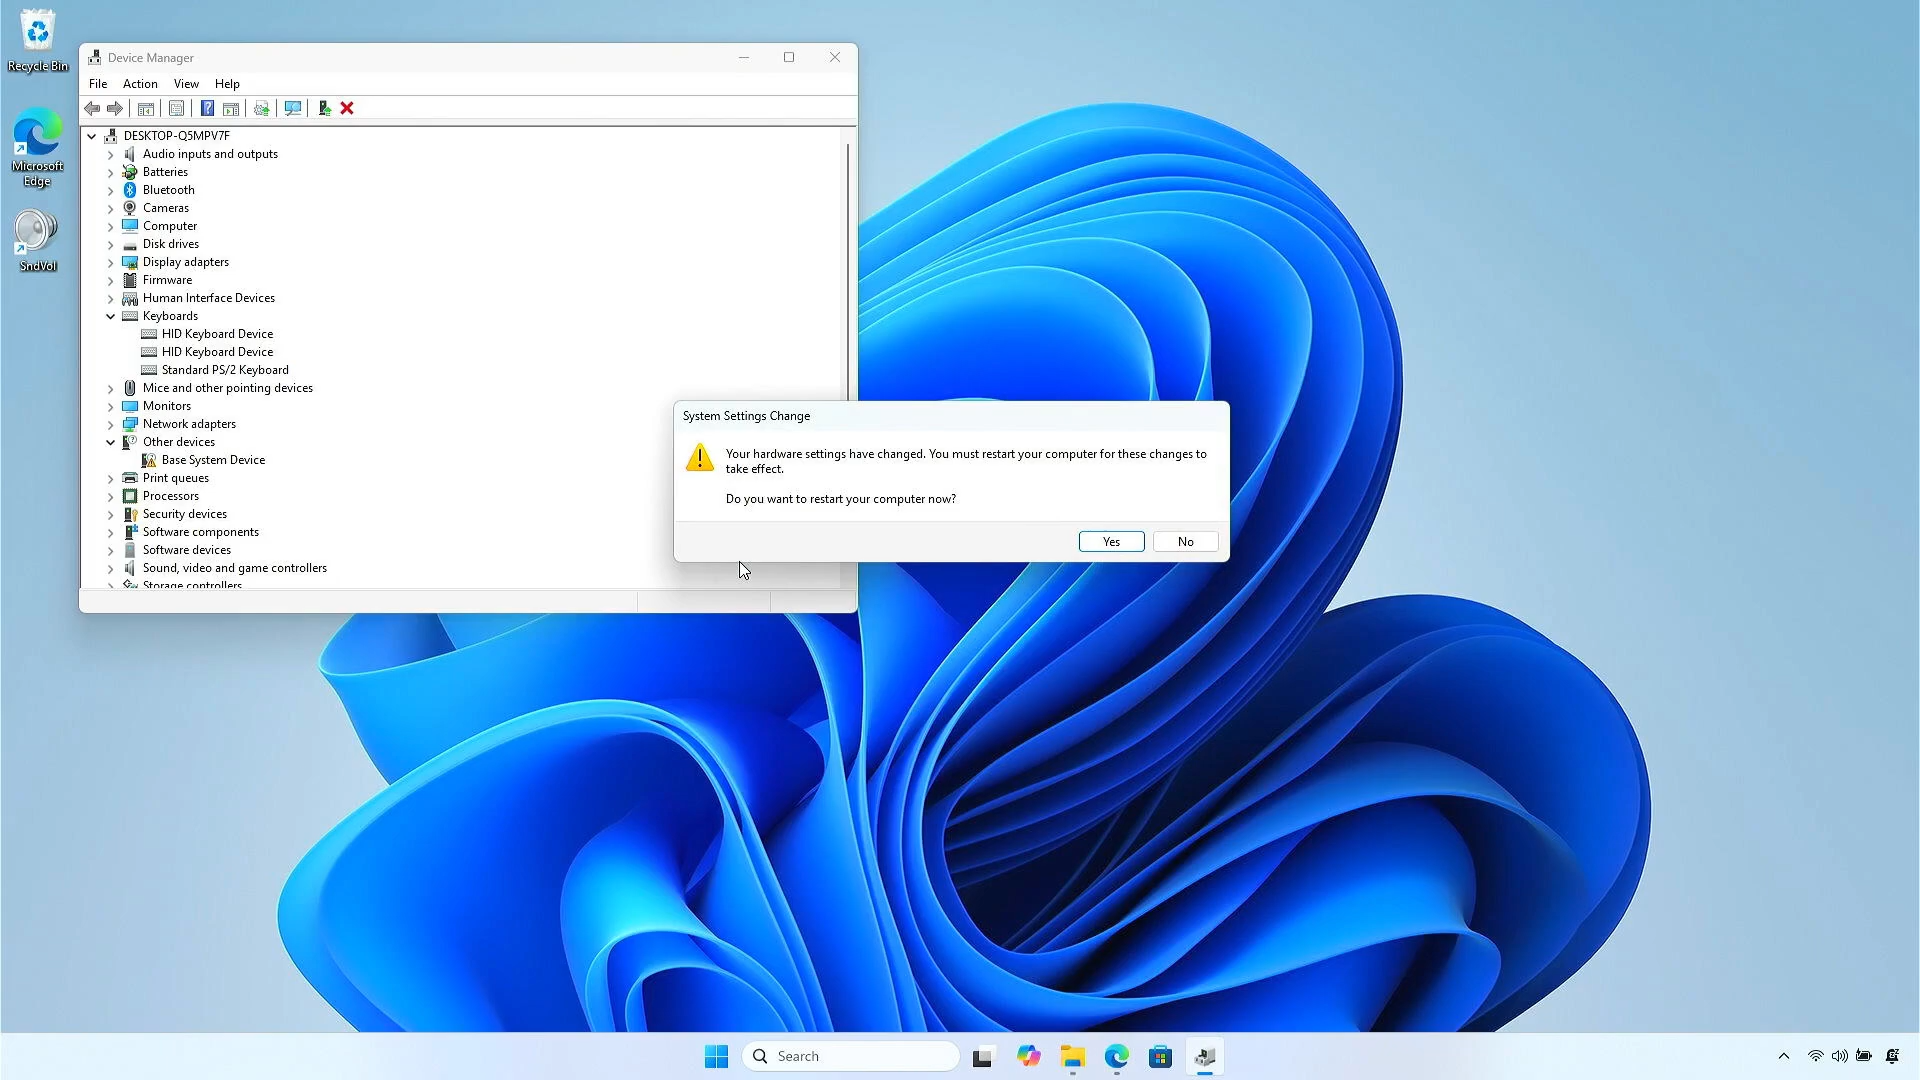 Recycle Bin
Microsoft
Edge
SndVol
Device Manager
File Action View Help
DESKTOP-Q5MPV7F
Audio inputs and outputs
Batteries
Bluetooth
Cameras
Computer
Disk drives
Display adapters
Firmware
Human Interface Devices
Keyboards
HID Keyboard Device
HID Keyboard Device
Standard PS/2 Keyboard
Mice and other pointing devices
Monitors
Network adapters
Other devices
Base System Device
Print queues
Processors
Security devices
Software components
Software devices
Sound, video and game controllers
Storage controllers
System Settings Change
Your hardware settings have changed. You must restart your computer for these changes to
take effect.
Do you want to restart your computer now?
Yes No
Search